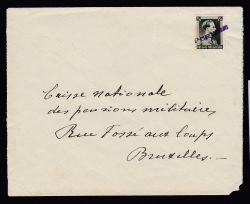 Caisse Nationale
des pensions militaires
Rue Fossé aux Loups
Bruxelles. —